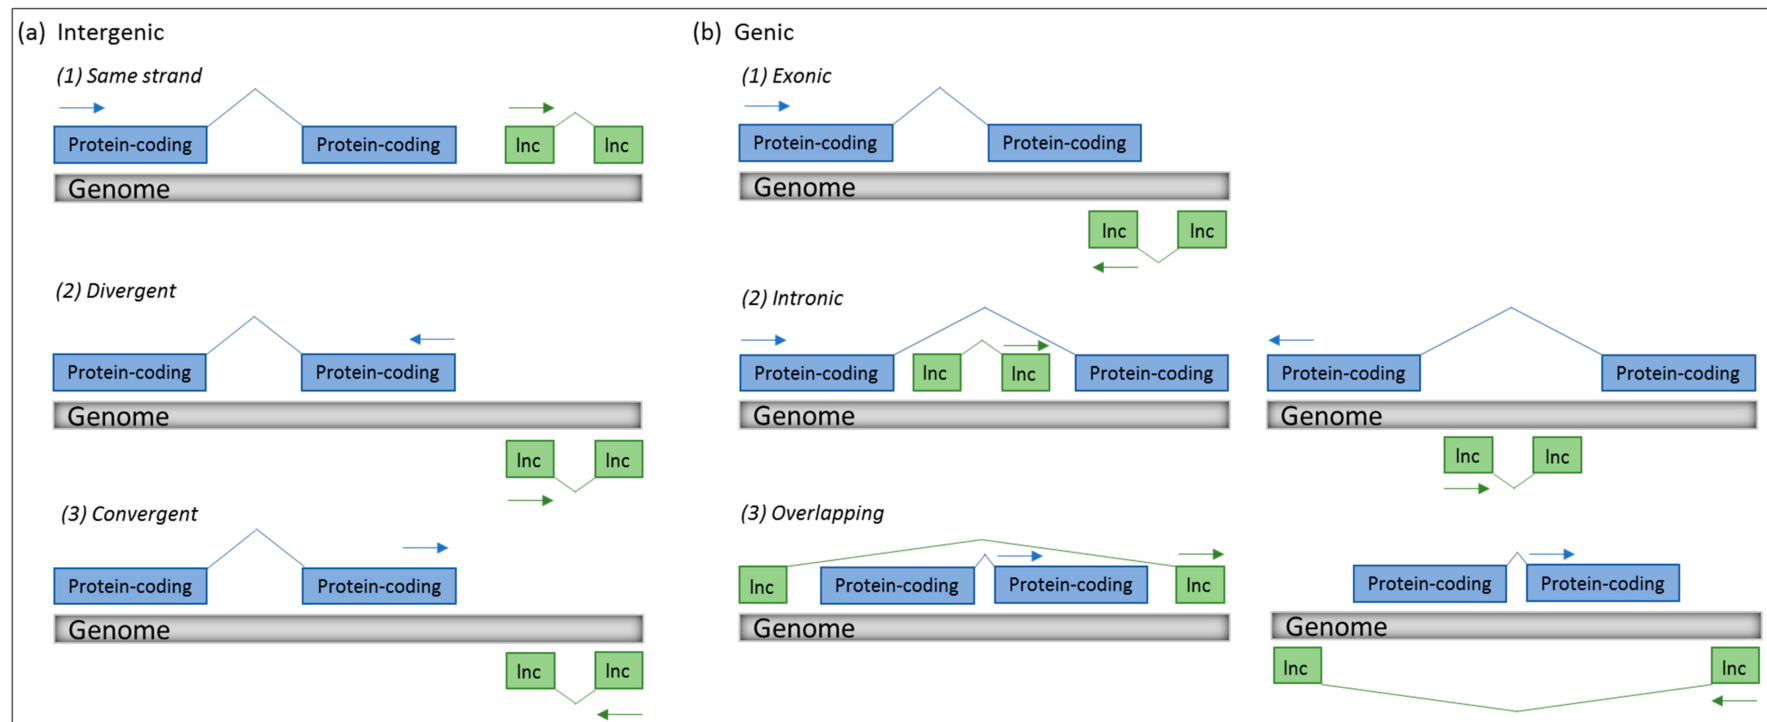 (a) Intergenic
(1) Same strand
Protein-coding
Protein-coding
lnc
lnc
Genome
(2) Divergent
Protein-coding
Protein-coding
Genome
lnc
lnc
(3) Convergent
Protein-coding
Protein-coding
Genome
lnc
lnc
(b) Genic
(1) Exonic
Protein-coding
Protein-coding
Genome
lnc
lnc
(2) Intronic
Protein-coding
lnc
lnc
Protein-coding
Genome
Protein-coding
Protein-coding
Genome
lnc
lnc
(3) Overlapping
lnc
Protein-coding
Protein-coding
lnc
Genome
Protein-coding
Protein-coding
Genome
lnc
lnc